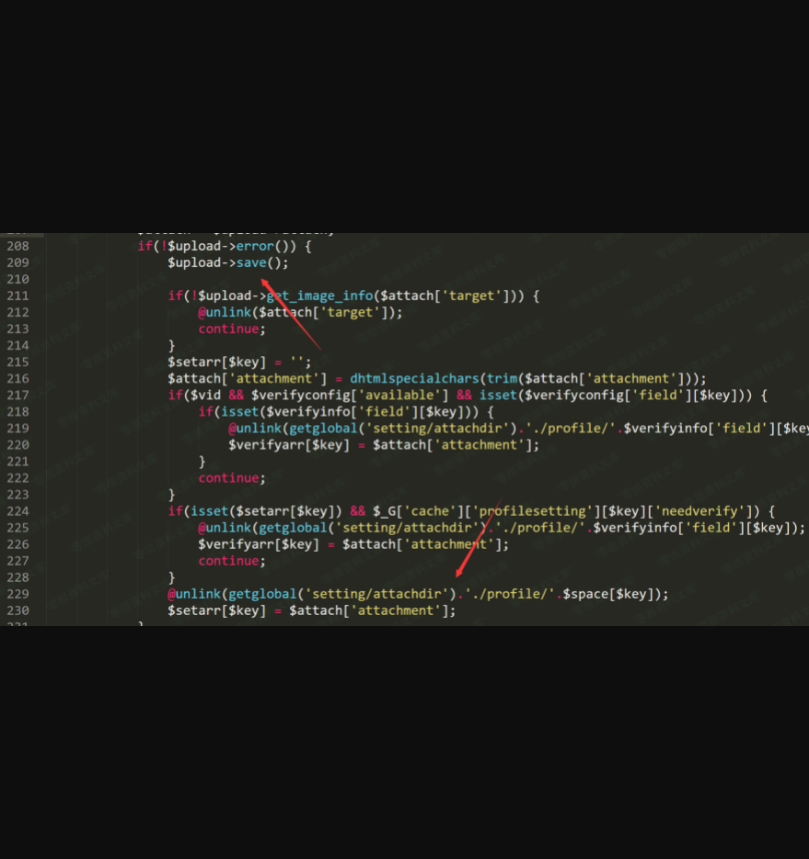 208 if(!$upload->error()) {
209 $upload->save();
210
211 if(!$upload->get_image_info($attach['target'])) {
212 @unlink($attach['target']);
213 continue;
214 }
215 $setarr[$key] = '';
216 $attach['attachment'] = dhtmlspecialchars(trim($attach['attachment']));
217 if($vid && $verifyconfig['available'] && isset($verifyconfig['field'][$key])) {
218 if(isset($verifyinfo['field'][$key])) {
219 @unlink(getglobal('setting/attachdir').'./profile/'.$verifyinfo['field'][$key
220 $verifyarr[$key] = $attach['attachment'];
221 }
222 continue;
223 }
224 if(isset($setarr[$key]) && $_G['cache']['profilesetting'][$key]['needverify']) {
225 @unlink(getglobal('setting/attachdir').'./profile/'.$verifyinfo['field'][$key]);
226 $verifyarr[$key] = $attach['attachment'];
227 continue;
228 }
229 @unlink(getglobal('setting/attachdir').'./profile/'.$space[$key]);
230 $setarr[$key] = $attach['attachment'];